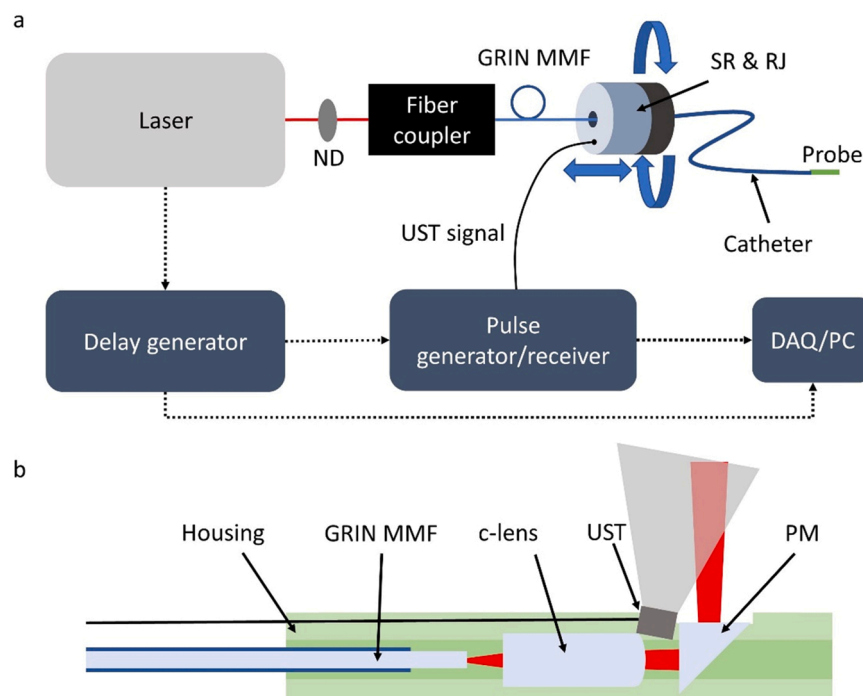 a
GRIN MMF
SR & RJ
Laser
Fiber
coupler
ND
Probe
UST signal
Catheter
Delay generator
Pulse
generator/receiver
DAQ/PC
b
Housing
GRIN MMF
c-lens
UST
PM